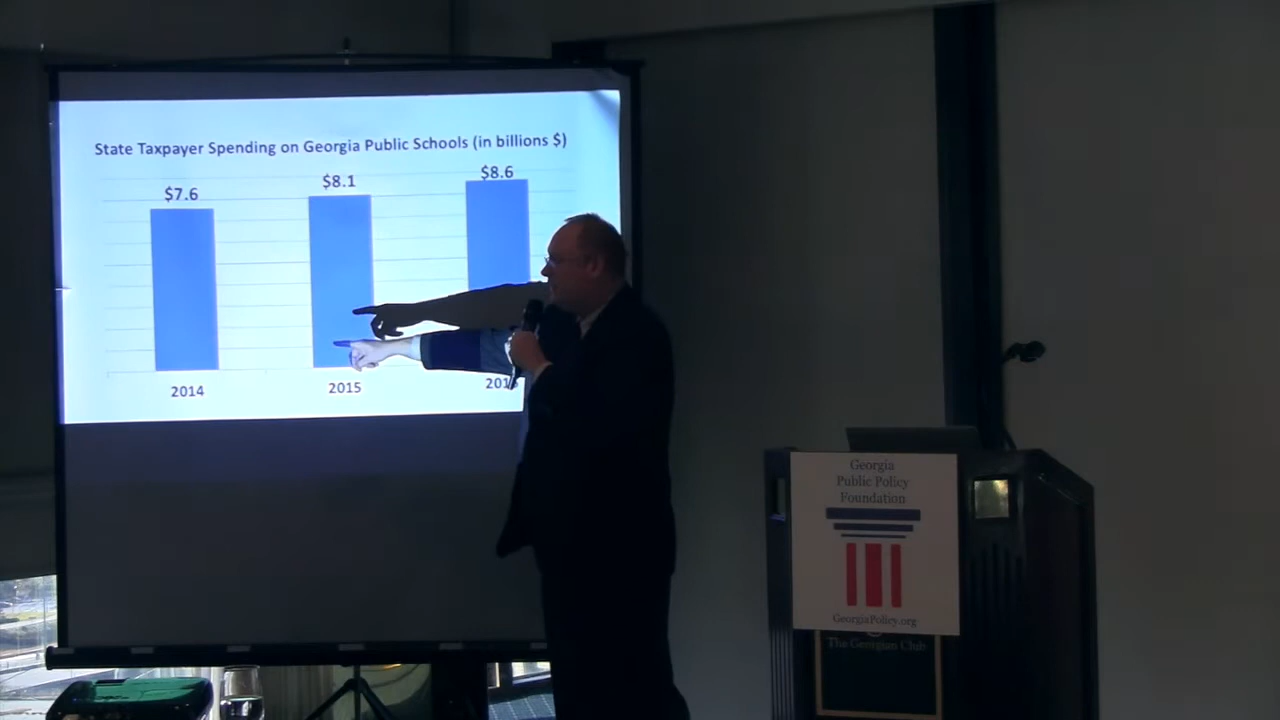 State Taxpayer Spending on Georgia Public Schools (in billions $)
$7.6
$8.1
$8.6
2014
2015
201
Georgia
Public Policy
Foundation
GeorgiaPolicy.org
The Georgian Club